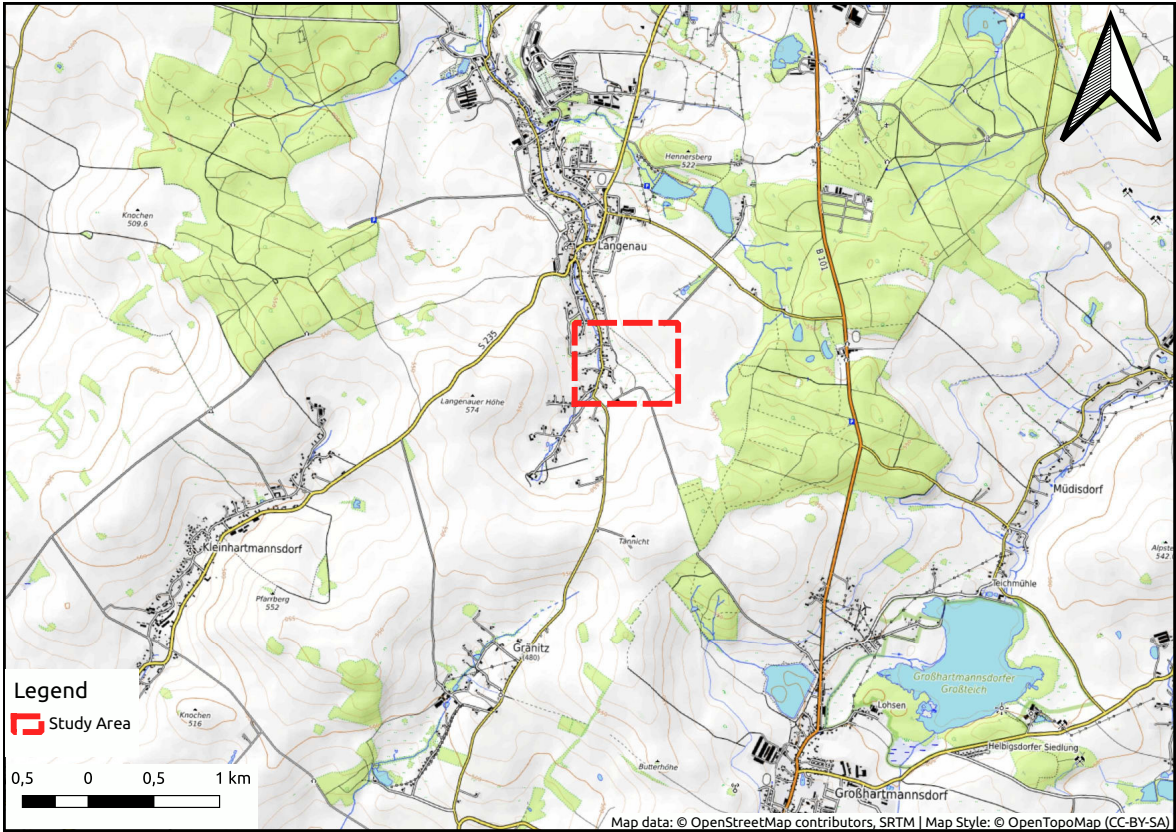 Hennersberg
522
Knochen
509.6
Langenau
B 101
S 235
Langenauer Höhe
574
Müdisdorf
Tännicht
Kleinhartmannsdorf
Alpste
542
Teichmühle
Pfarrberg
552
Gränitz
(480)
Großhartmannsdorfer
Großteich
Lohsen
Knochen
516
Helbigsdorfer Siedlung
Butterhöhe
Großhartmannsdorf
Legend
Study Area
0,5 0 0,5 1 km
Map data: © OpenStreetMap contributors, SRTM | Map Style: © OpenTopoMap (CC-BY-SA)